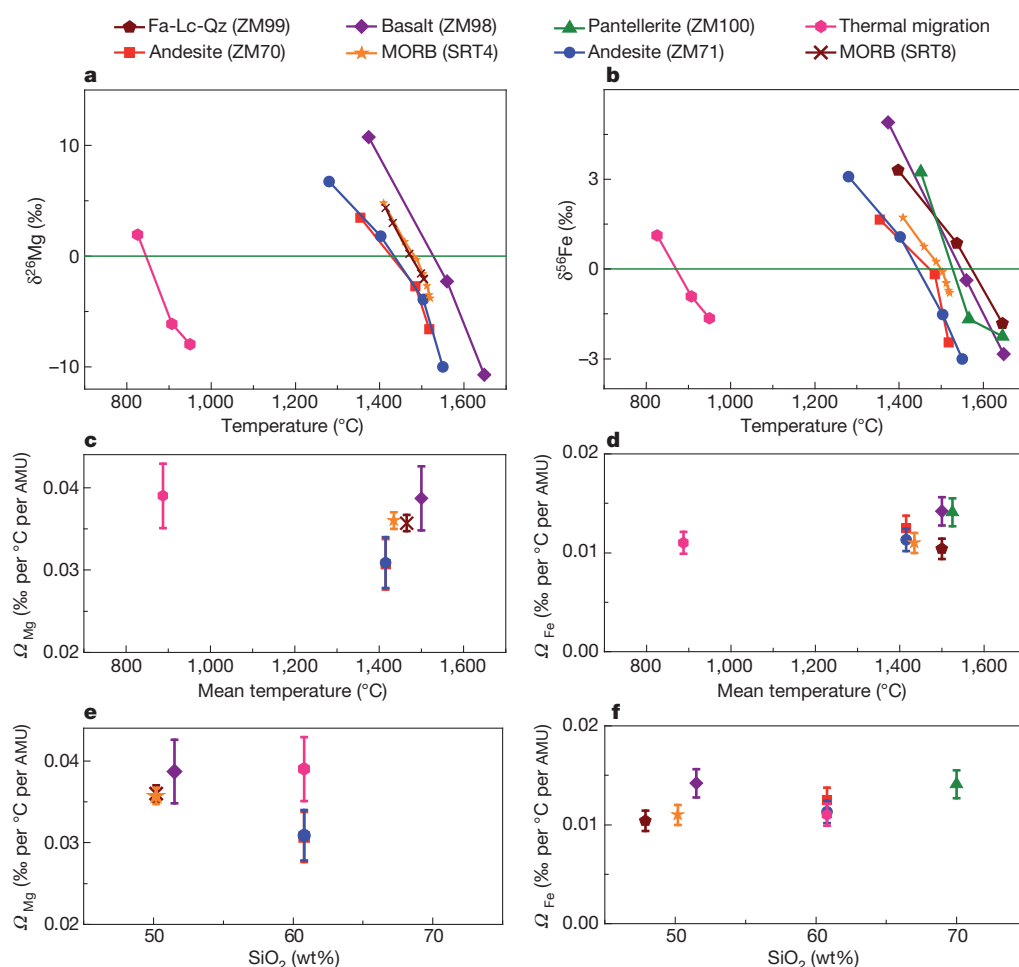 Fa-Lc-Qz (ZM99) Basalt (ZM98) Pantellerite (ZM100) Thermal migration
Andesite (ZM70) MORB (SRT4) Andesite (ZM71) MORB (SRT8)
a
δ²⁶Mg (‰)
10
0
−10
800 1,000 1,200 1,400 1,600
Temperature (°C)
b
δ⁵⁶Fe (‰)
3
0
−3
800 1,000 1,200 1,400 1,600
Temperature (°C)
c
Ω Mg (‰ per °C per AMU)
0.04
0.03
0.02
800 1,000 1,200 1,400 1,600
Mean temperature (°C)
d
Ω Fe (‰ per °C per AMU)
0.02
0.01
0.00
800 1,000 1,200 1,400 1,600
Mean temperature (°C)
e
Ω Mg (‰ per °C per AMU)
0.04
0.03
0.02
50 60 70
SiO₂ (wt%)
f
Ω Fe (‰ per °C per AMU)
0.02
0.01
0.00
50 60 70
SiO₂ (wt%)